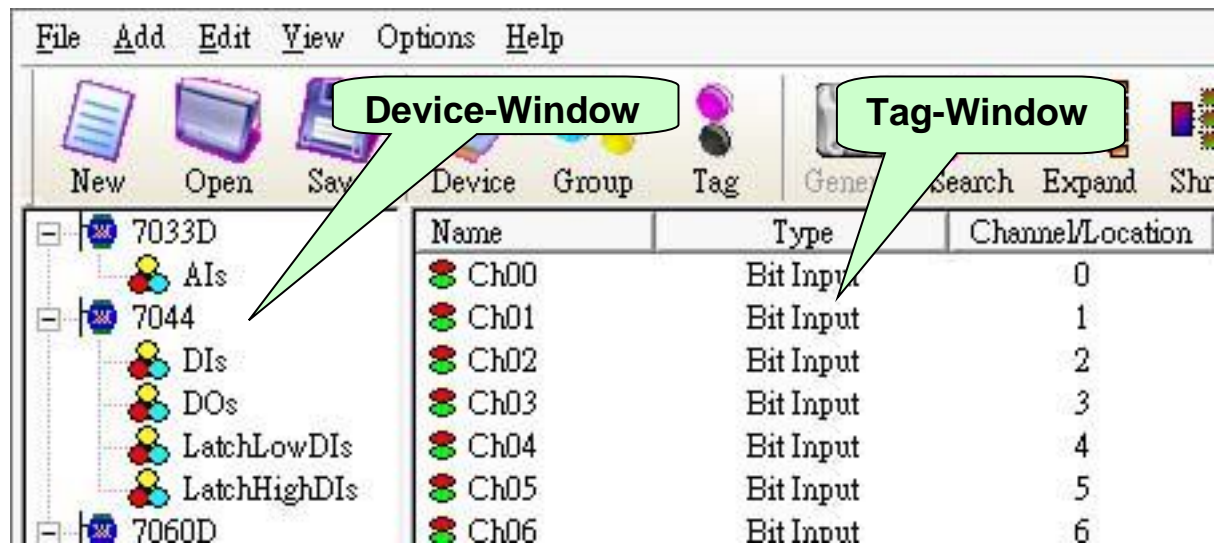 File Add Edit View Options Help
Device-Window
Tag-Window
New Open Sav Device Group Tag Gene Search Expand Shr
7033D
AIs
7044
DIs
DOs
LatchLowDIs
LatchHighDIs
7060D
Name Type Channel/Location
Ch00 Bit Input 0
Ch01 Bit Input 1
Ch02 Bit Input 2
Ch03 Bit Input 3
Ch04 Bit Input 4
Ch05 Bit Input 5
Ch06 Bit Input 6